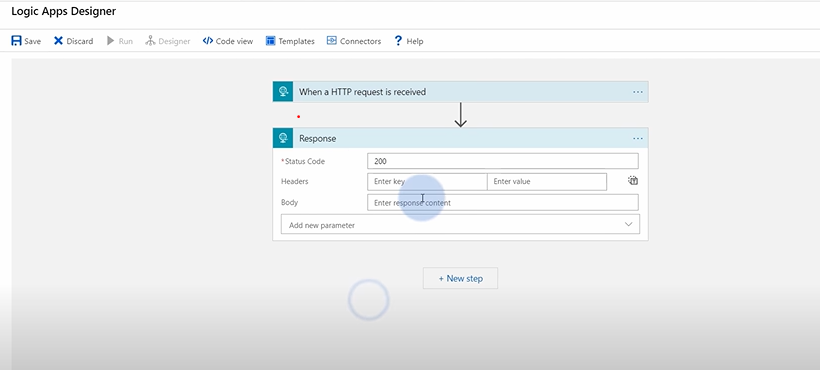 Logic Apps Designer
Save Discard Run Designer Code view Templates Connectors ? Help
When a HTTP request is received ...
Response ...
*Status Code 200
Headers Enter key Enter value
Body Enter response content
Add new parameter
+ New step